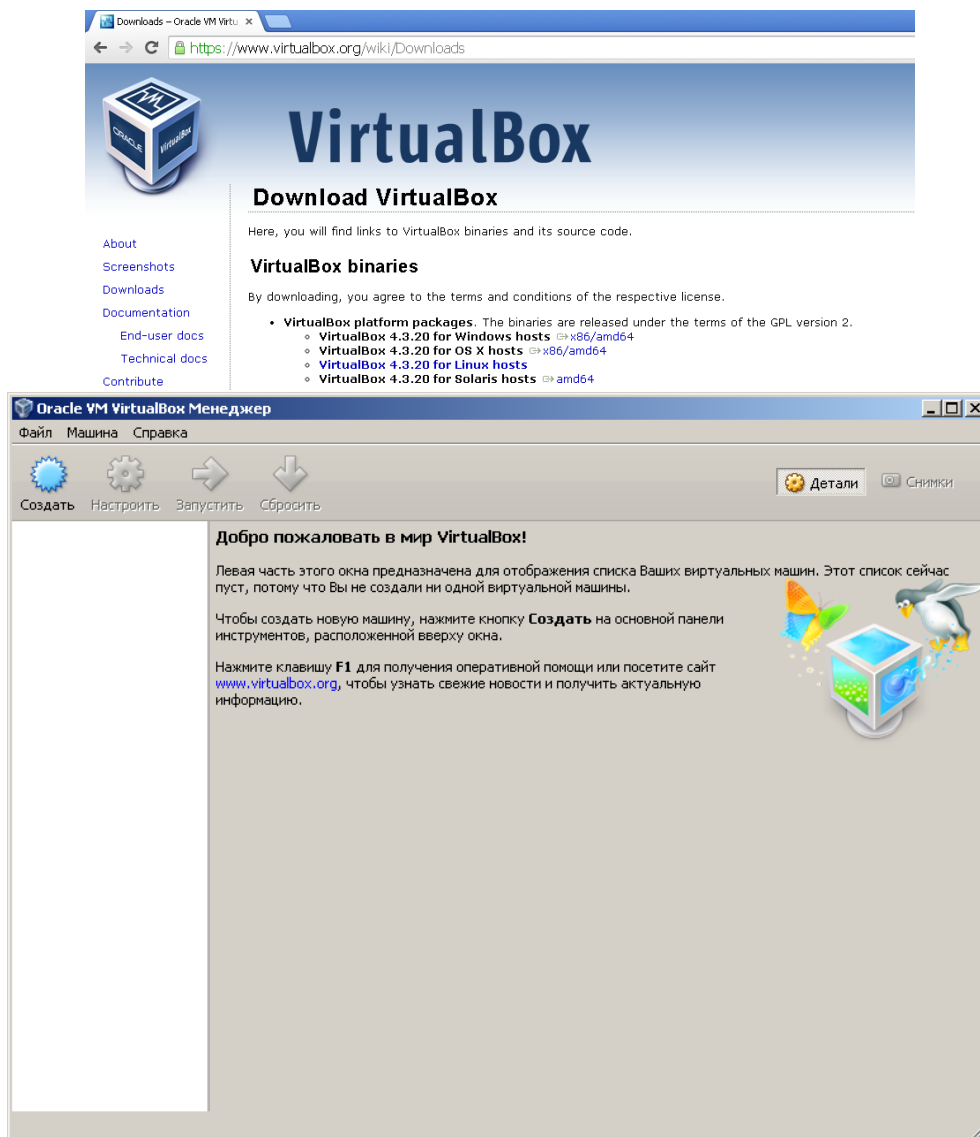 Downloads – Oracle VM Virtu
https://www.virtualbox.org/wiki/Downloads
ORACLE
VirtualBox
VirtualBox
Download VirtualBox
Here, you will find links to VirtualBox binaries and its source code.
About
Screenshots
Downloads
Documentation
End-user docs
Technical docs
Contribute
VirtualBox binaries
By downloading, you agree to the terms and conditions of the respective license.
• VirtualBox platform packages. The binaries are released under the terms of the GPL version 2.
VirtualBox 4.3.20 for Windows hosts x86/amd64
VirtualBox 4.3.20 for OS X hosts x86/amd64
VirtualBox 4.3.20 for Linux hosts
VirtualBox 4.3.20 for Solaris hosts amd64
Oracle VM VirtualBox Менеджер
Файл Машина Справка
Создать Настроить Запустить Сбросить
Детали Снимки
Добро пожаловать в мир VirtualBox!
Левая часть этого окна предназначена для отображения списка Ваших виртуальных машин. Этот список сейчас
пуст, потому что Вы не создали ни одной виртуальной машины.
Чтобы создать новую машину, нажмите кнопку Создать на основной панели
инструментов, расположенной вверху окна.
Нажмите клавишу F1 для получения оперативной помощи или посетите сайт
www.virtualbox.org, чтобы узнать свежие новости и получить актуальную
информацию.